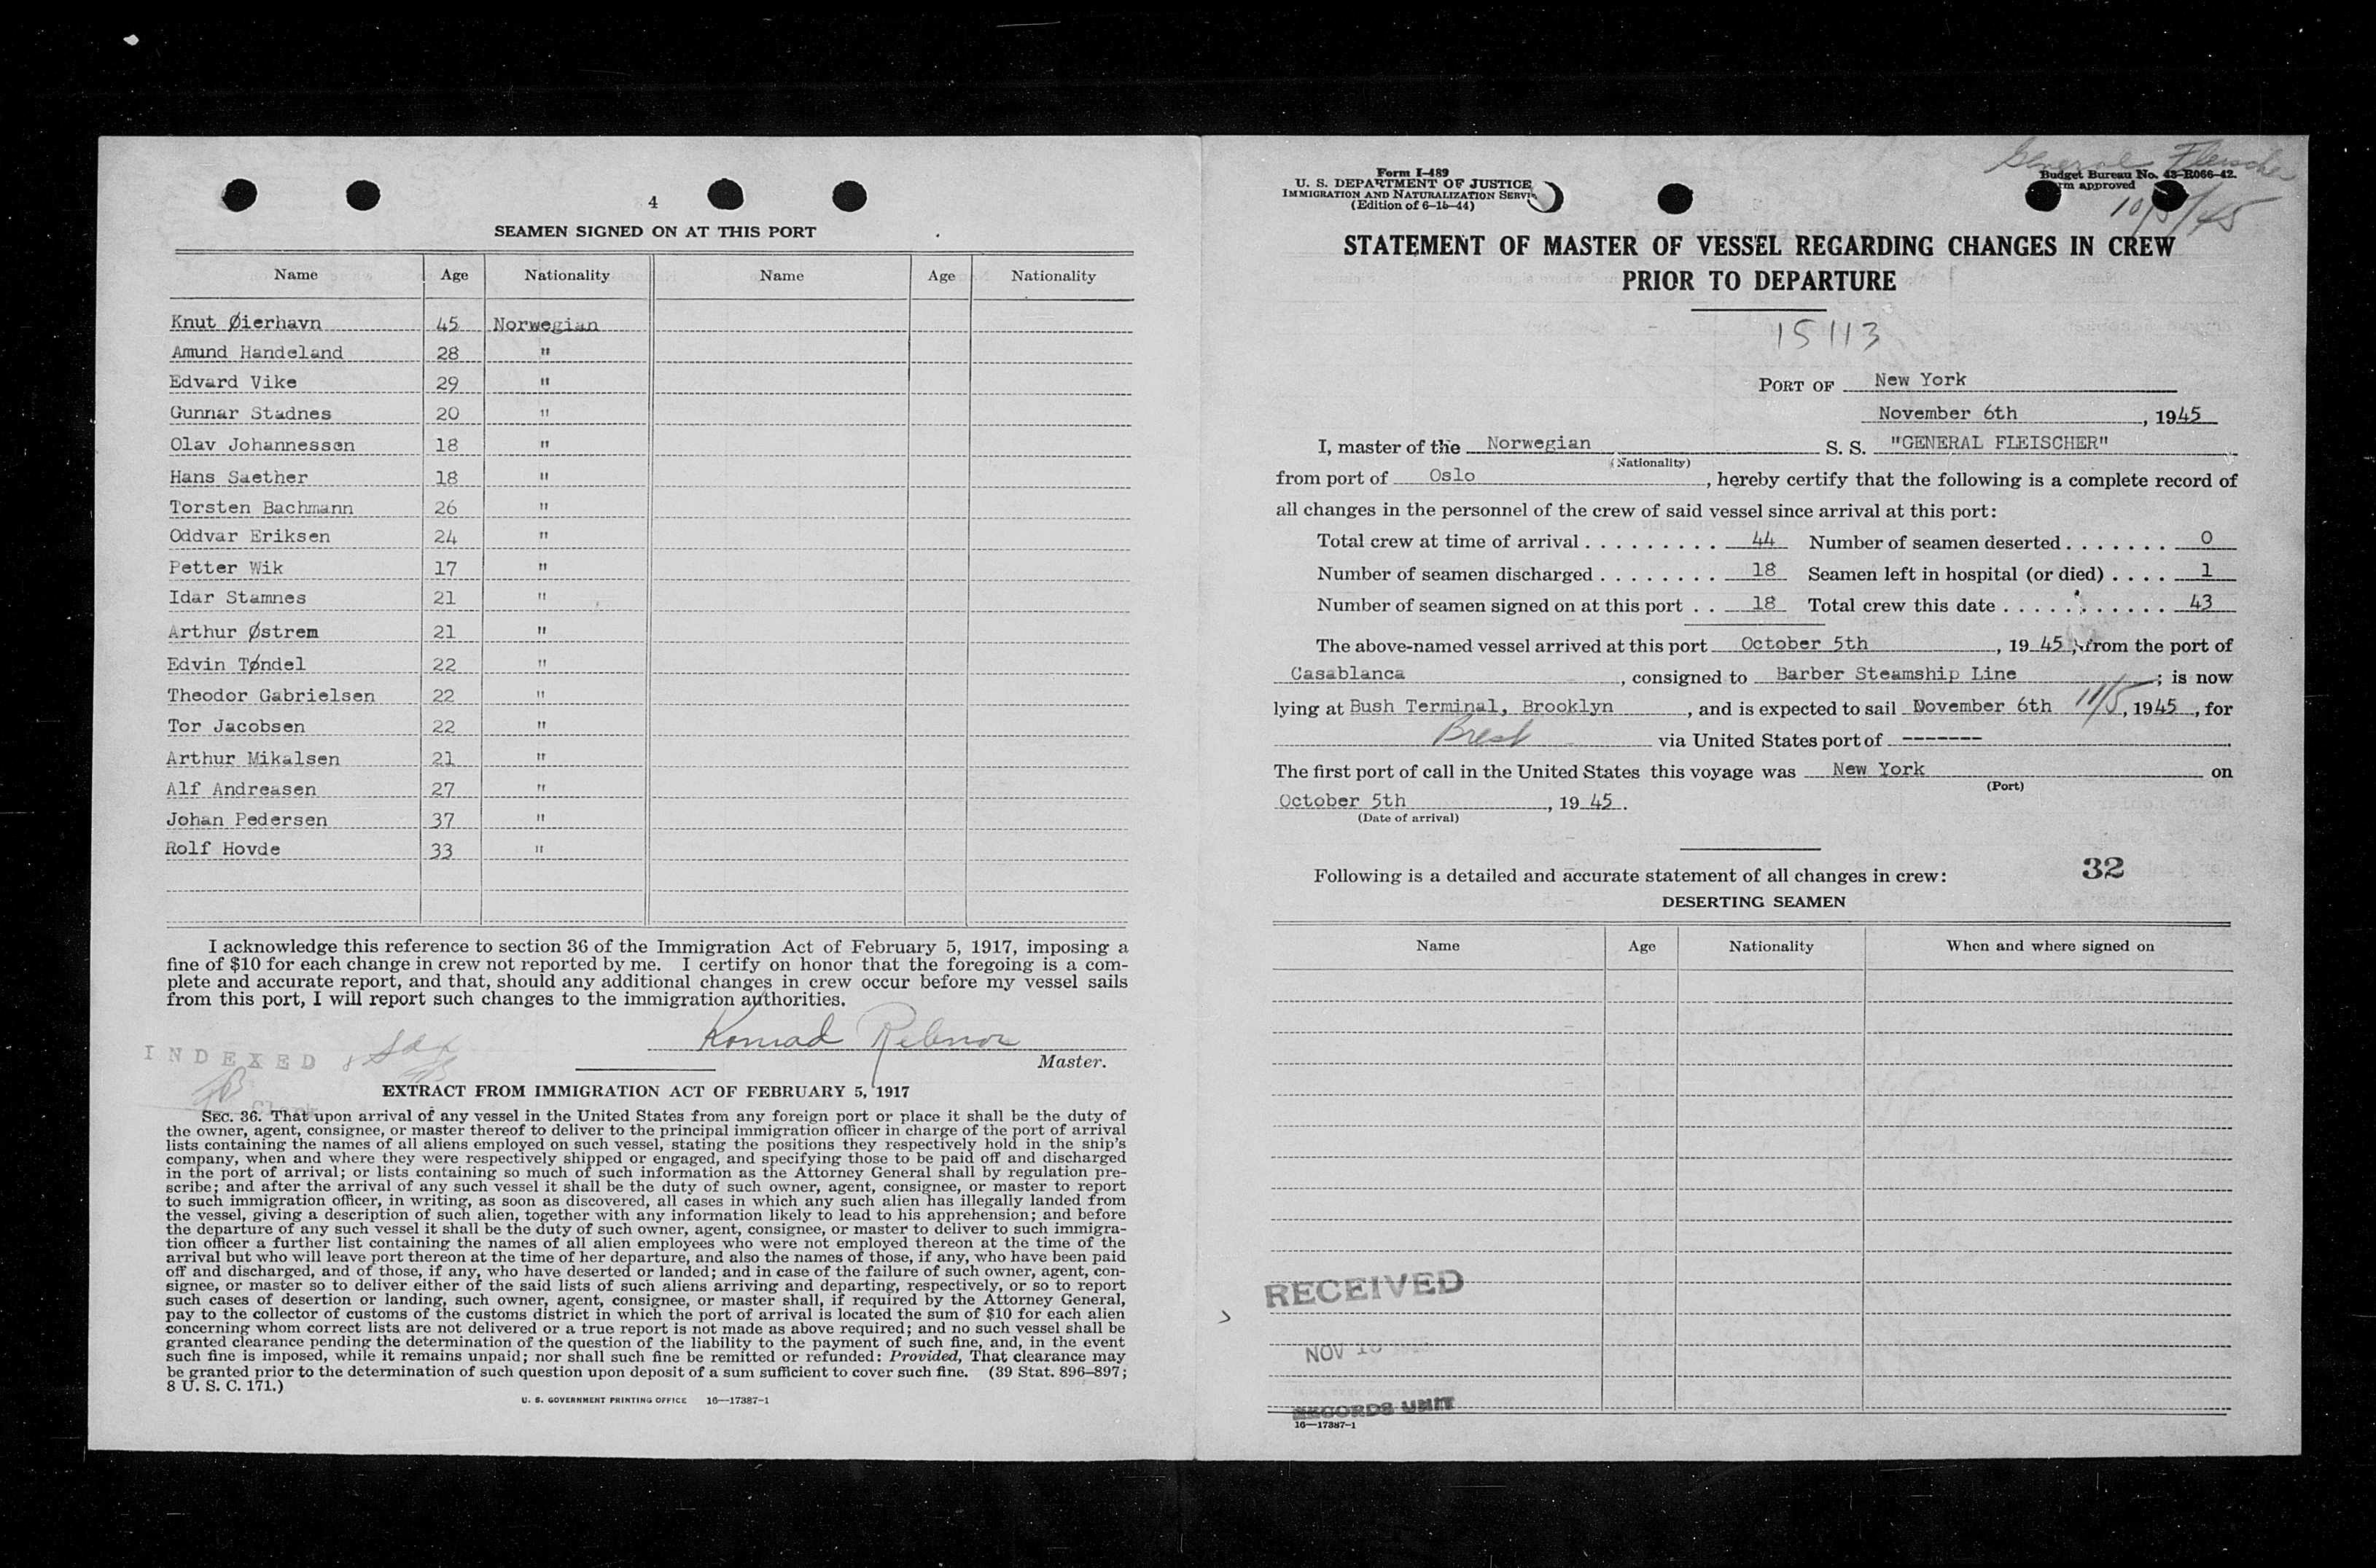 4
SEAMEN SIGNED ON AT THIS PORT
Name Age Nationality Name Age Nationality
Knut Øierhavn 45 Norwegian
Amund Handeland 28 "
Edvard Vike 29 "
Gunnar Stadnes 20 "
Olav Johannessen 18 "
Hans Saether 18 "
Torsten Bachmann 26 "
Oddvar Eriksen 24 "
Petter Wik 17 "
Idar Stamnes 21 "
Arthur Østrem 21 "
Edvin Tøndel 22 "
Theodor Gabrielsen 22 "
Tor Jacobsen 22 "
Arthur Mikalsen 21 "
Alf Andreasen 27 "
Johan Pedersen 37 "
Rolf Hovde 33 "
I acknowledge this reference to section 36 of the Immigration Act of February 5, 1917, imposing a
fine of $10 for each change in crew not reported by me. I certify on honor that the foregoing is a com-
plete and accurate report, and that, should any additional changes in crew occur before my vessel sails
from this port, I will report such changes to the immigration authorities.
Konrad
INDEXED
Master.
EXTRACT FROM IMMIGRATION ACT OF FEBRUARY 5, 1917
SEC. 36. That upon arrival of any vessel in the United States from any foreign port or place it shall be the duty of
the owner, agent, consignee, or master thereof to deliver to the principal immigration officer in charge of the port of arrival
lists containing the names of all aliens employed on such vessel, stating the positions they respectively hold in the ship's
company, when and where they were respectively shipped or engaged, and specifying those to be paid off and discharged
in the port of arrival; or lists containing so much of such information as the Attorney General shall by regulation pre-
scribe; and after the arrival of any such vessel it shall be the duty of such owner, agent, consignee, or master to report
to such immigration officer, in writing, as soon as discovered, all cases in which any such alien has illegally landed from
the vessel, giving a description of such alien, together with any information likely to lead to his apprehension; and before
the departure of any such vessel it shall be the duty of such owner, agent, consignee, or master to deliver to such immigra-
tion officer a further list containing the names of all alien employees who were not employed thereon at the time of the
arrival but who will leave port thereon at the time of her departure, and also the names of those, if any, who have been paid
off and discharged, and of those, if any, who have deserted or landed; and in case of the failure of such owner, agent, con-
signee, or master so to deliver either of the said lists of such aliens arriving and departing, respectively, or so to report
such cases of desertion or landing, such owner, agent, consignee, or master shall, if required by the Attorney General,
pay to the collector of customs of the customs district in which the port of arrival is located the sum of $10 for each alien
concerning whom correct lists are not delivered or a true report is not made as above required; and no such vessel shall be
granted clearance pending the determination of the question of the liability to the payment of such fine, and, in the event
such fine is imposed, while it remains unpaid; nor shall such fine be remitted or refunded: Provided, That clearance may
be granted prior to the determination of such question upon deposit of a sum sufficient to cover such fine. (39 Stat. 896–897;
8 U. S. C. 171.)
U. S. GOVERNMENT PRINTING OFFICE 16—17387-1
General Fleischer
10/5/45
Form I-489
U. S. DEPARTMENT OF JUSTICE
IMMIGRATION AND NATURALIZATION
(Edition of 6-15-44)
Budget Bureau No. 43-R066-42.
approved
STATEMENT OF MASTER OF VESSEL REGARDING CHANGES IN CREW
PRIOR TO DEPARTURE
15113
PORT OF New York
November 6th, 1945
I, master of the Norwegian S. S. "GENERAL FLEISCHER"
(Nationality)
from port of Oslo, hereby certify that the following is a complete record of
all changes in the personnel of the crew of said vessel since arrival at this port:
Total crew at time of arrival . . . . . . . . . 44 Number of seamen deserted . . . . . . . 0
Number of seamen discharged . . . . . . . . 18 Seamen left in hospital (or died) . . . . 1
Number of seamen signed on at this port . . 18 Total crew this date . . . . . . . . . . . . 43
The above-named vessel arrived at this port October 5th, 19 45, from the port of
Casablanca, consigned to Barber Steamship Line; is now
lying at Bush Terminal, Brooklyn, and is expected to sail November 6th 11/5, 1945, for
Brest via United States port of -------
The first port of call in the United States this voyage was New York on
(Port)
October 5th, 19 45.
(Date of arrival)
32
Following is a detailed and accurate statement of all changes in crew:
DESERTING SEAMEN
Name Age Nationality When and where signed on
RECEIVED
NOV
RECORDS UNIT
16—17387-1